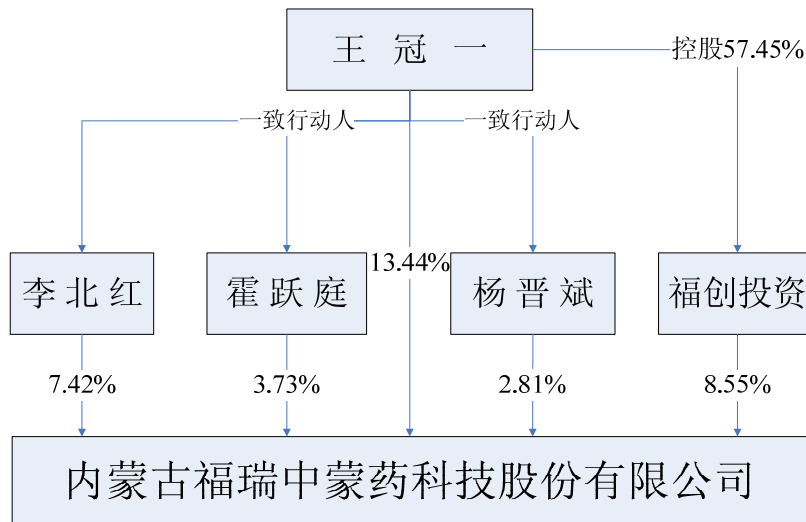 王冠一
控股57.45%
一致行动人
一致行动人
13.44%
李北红
霍跃庭
杨晋斌
福创投资
7.42%
3.73%
2.81%
8.55%
内蒙古福瑞中蒙药科技股份有限公司